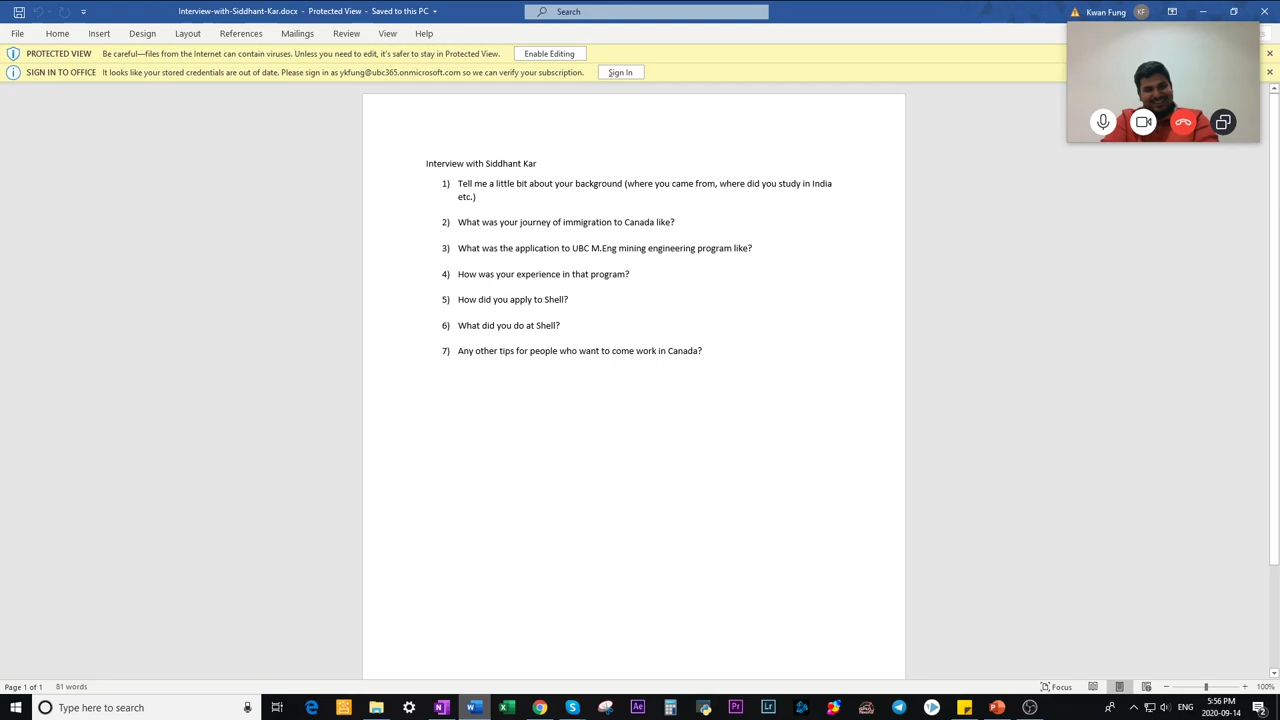 Interview-with-Siddhant-Kar.docx - Protected View - Saved to this PC
Search
Kwan Fung
KF
File Home Insert Design Layout References Mailings Review View Help
PROTECTED VIEW Be careful—files from the Internet can contain viruses. Unless you need to edit, it's safer to stay in Protected View. Enable Editing
SIGN IN TO OFFICE It looks like your stored credentials are out of date. Please sign in as ykfung@ubc365.onmicrosoft.com so we can verify your subscription. Sign In
Interview with Siddhant Kar
1) Tell me a little bit about your background (where you came from, where did you study in India
etc.)
2) What was your journey of immigration to Canada like?
3) What was the application to UBC M.Eng mining engineering program like?
4) How was your experience in that program?
5) How did you apply to Shell?
6) What did you do at Shell?
7) Any other tips for people who want to come work in Canada?
Page 1 of 1 81 words
Focus
100%
Type here to search
Ae
Pr
Lr
ENG
5:56 PM
2020-09-14